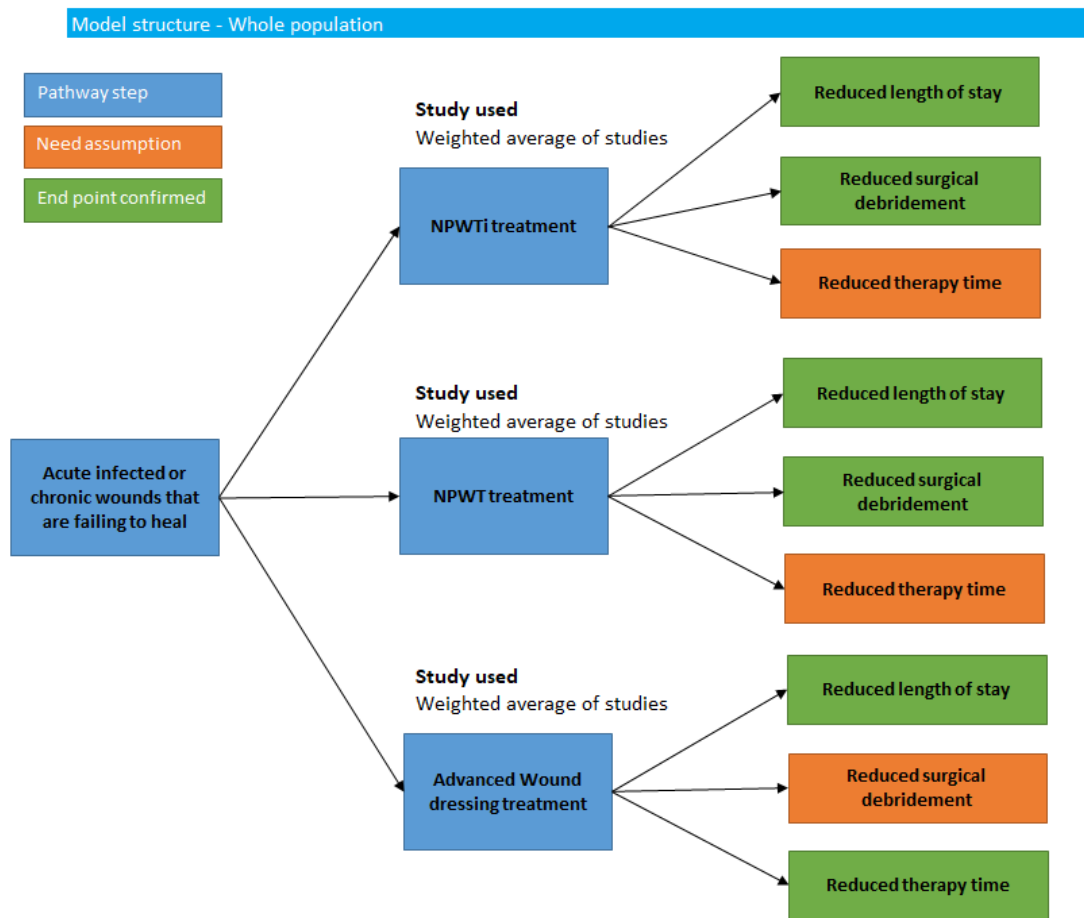 Model structure - Whole population
Pathway step
Need assumption
End point confirmed
Study used
Weighted average of studies
NPWTi treatment
Reduced length of stay
Reduced surgical
debridement
Reduced therapy time
Acute infected or
chronic wounds that
are failing to heal
Study used
Weighted average of studies
NPWT treatment
Reduced length of stay
Reduced surgical
debridement
Reduced therapy time
Study used
Weighted average of studies
Advanced Wound
dressing treatment
Reduced length of stay
Reduced surgical
debridement
Reduced therapy time